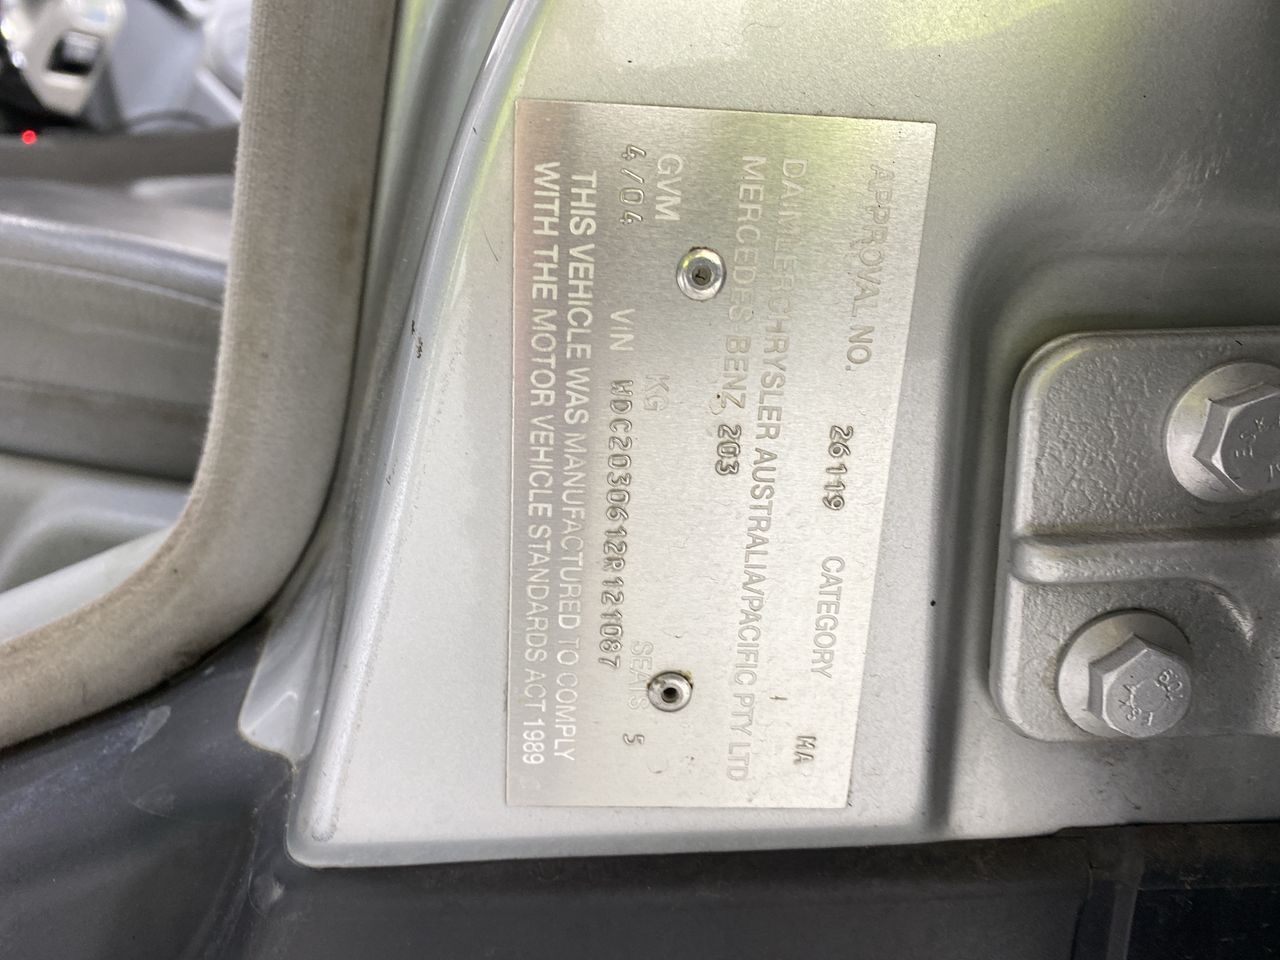 APPROVAL NO. 26119 CATEGORY MA
DAIMLERCHRYSLER AUSTRALIA/PACIFIC PTY LTD
MERCEDES BENZ 203
GVM KG SEATS 5
4/04 VIN WDC2030612R121087
THIS VEHICLE WAS MANUFACTURED TO COMPLY
WITH THE MOTOR VEHICLE STANDARDS ACT 1989